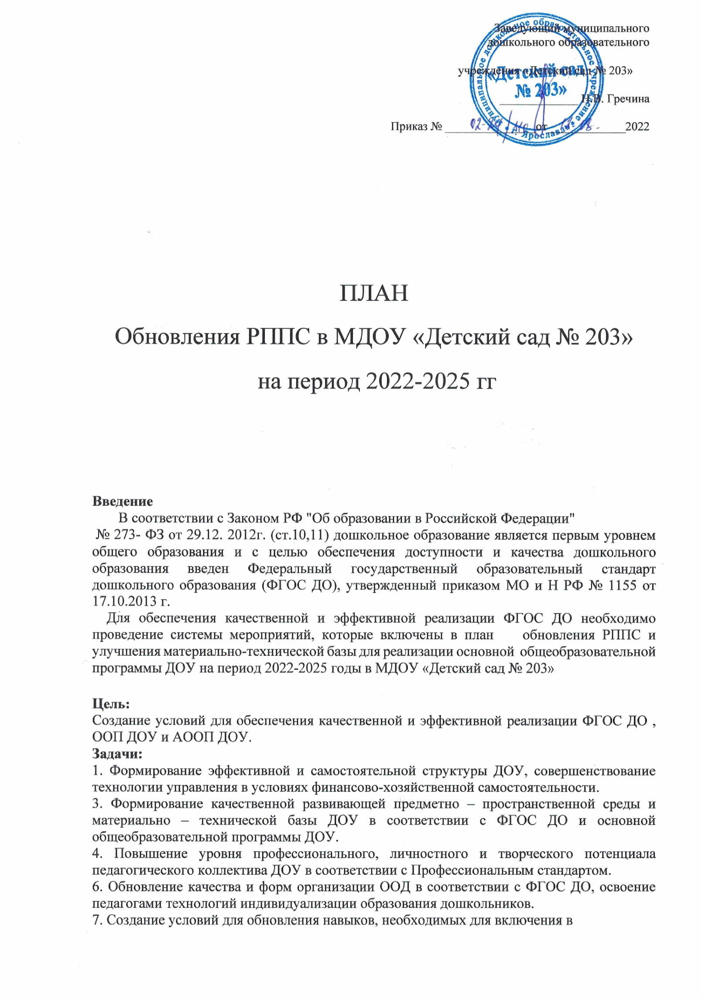 Заведующий муниципального
дошкольного образовательного
учреждения «Детский сад № 203»
Муниципальное дошкольное образовательное учреждение * г. Ярославль *
«Детский сад
№ 203»
Н.В. Гречина
Приказ № от 2022
ПЛАН
Обновления РППС в МДОУ «Детский сад № 203»
на период 2022-2025 гг
Введение
В соответствии с Законом РФ "Об образовании в Российской Федерации"
№ 273- ФЗ от 29.12. 2012г. (ст.10,11) дошкольное образование является первым уровнем
общего образования и с целью обеспечения доступности и качества дошкольного
образования введен Федеральный государственный образовательный стандарт
дошкольного образования (ФГОС ДО), утвержденный приказом МО и Н РФ № 1155 от
17.10.2013 г.
Для обеспечения качественной и эффективной реализации ФГОС ДО необходимо
проведение системы мероприятий, которые включены в план обновления РППС и
улучшения материально-технической базы для реализации основной общеобразовательной
программы ДОУ на период 2022-2025 годы в МДОУ «Детский сад № 203»
Цель:
Создание условий для обеспечения качественной и эффективной реализации ФГОС ДО ,
ООП ДОУ и АООП ДОУ.
Задачи:
1. Формирование эффективной и самостоятельной структуры ДОУ, совершенствование
технологии управления в условиях финансово-хозяйственной самостоятельности.
3. Формирование качественной развивающей предметно – пространственной среды и
материально – технической базы ДОУ в соответствии с ФГОС ДО и основной
общеобразовательной программы ДОУ.
4. Повышение уровня профессионального, личностного и творческого потенциала
педагогического коллектива ДОУ в соответствии с Профессиональным стандартом.
6. Обновление качества и форм организации ООД в соответствии с ФГОС ДО, освоение
педагогами технологий индивидуализации образования дошкольников.
7. Создание условий для обновления навыков, необходимых для включения в